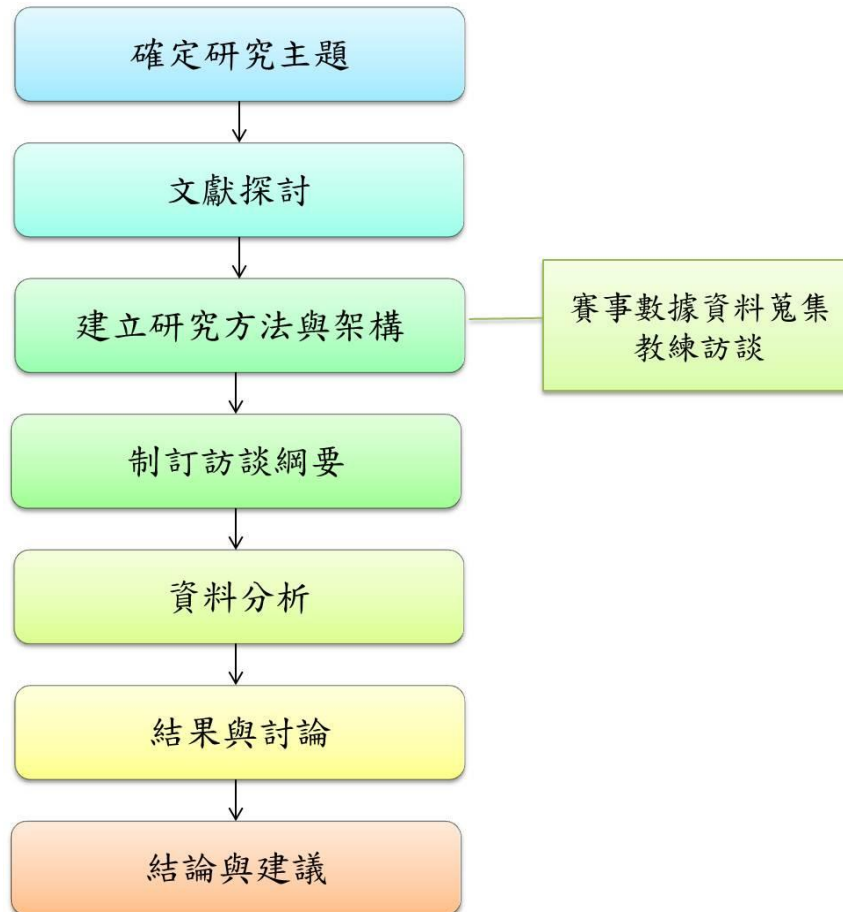 確定研究主題
文獻探討
建立研究方法與架構
賽事數據資料蒐集
教練訪談
制訂訪談綱要
資料分析
結果與討論
結論與建議